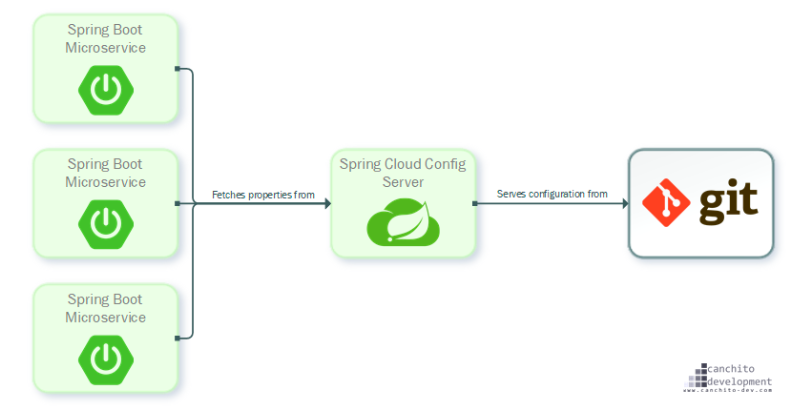 Spring Boot
Microservice
Spring Boot
Microservice
Spring Boot
Microservice
Fetches properties from
Spring Cloud Config
Server
Serves configuration from
git
canchito
development
www.canchito-dev.com